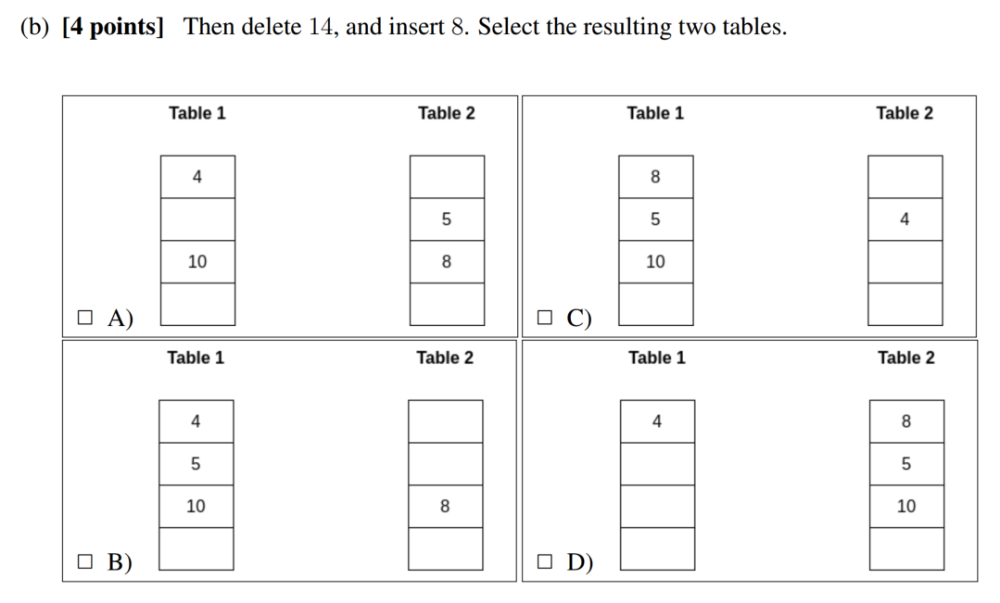 (b) [4 points] Then delete 14, and insert 8. Select the resulting two tables.
Table 1 Table 2
4
5
10 8
□ A)
Table 1 Table 2
8
5 4
10
□ C)
Table 1 Table 2
4
5
10 8
□ B)
Table 1 Table 2
4 8
5
10
□ D)